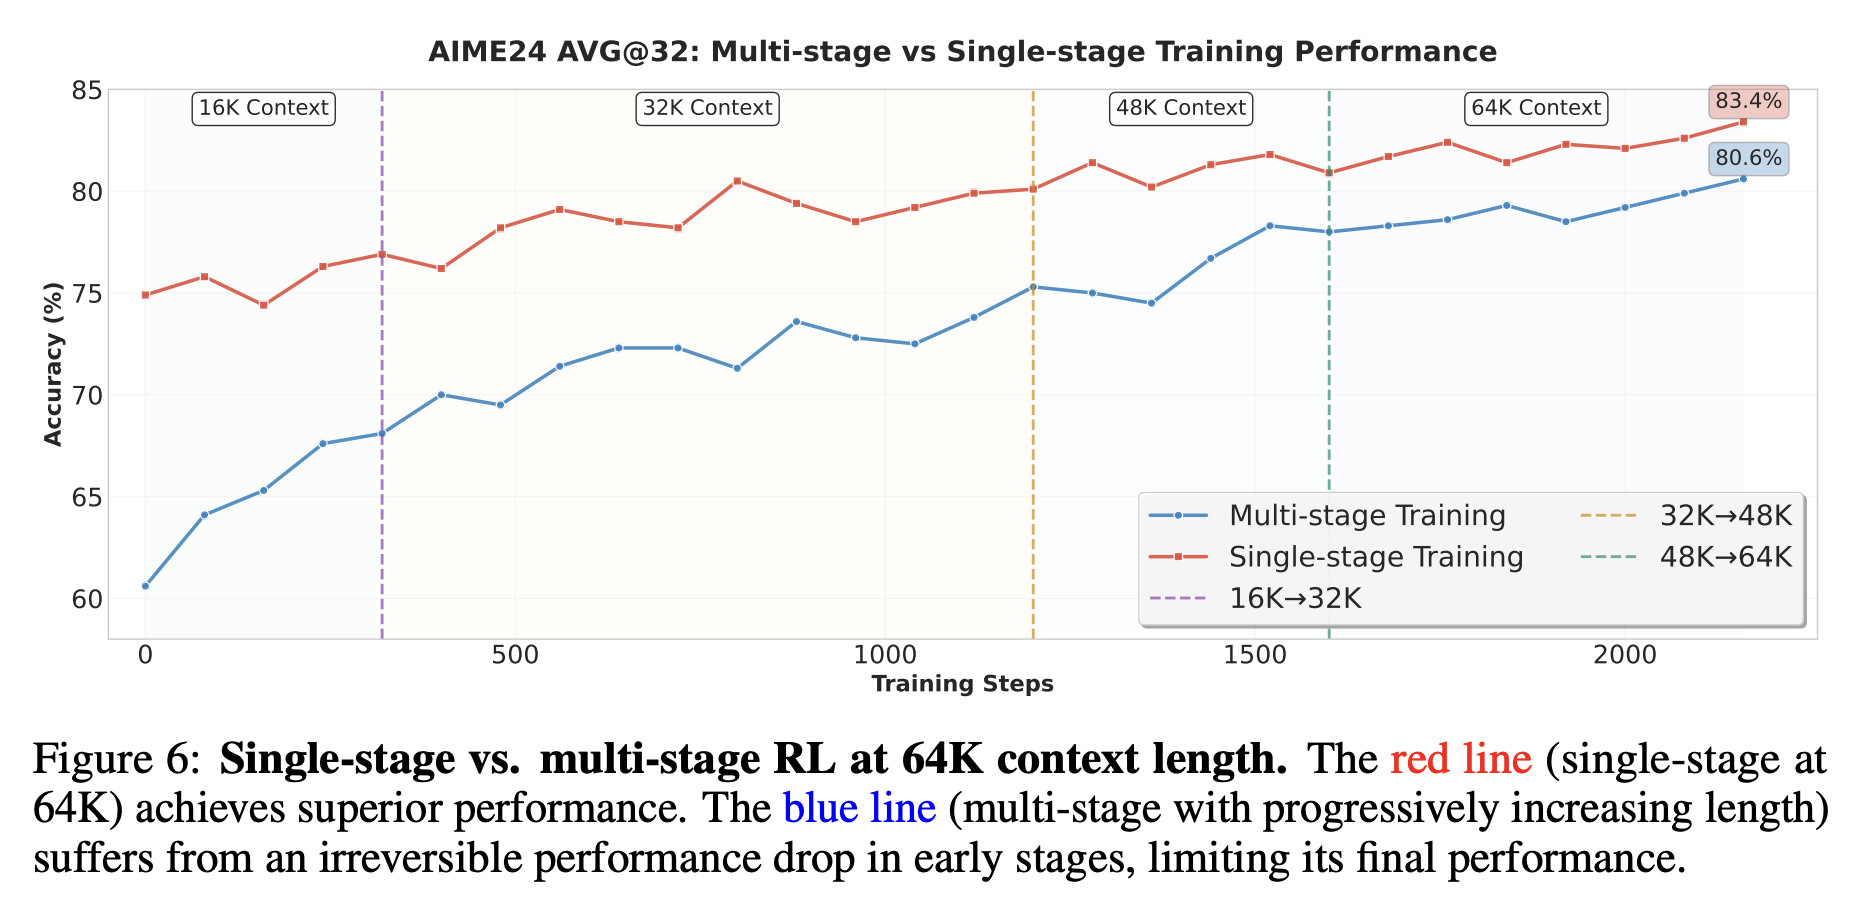 AIME24 AVG@32: Multi-stage vs Single-stage Training Performance
85
80
75
70
65
60
Accuracy (%)
16K Context
32K Context
48K Context
64K Context
83.4%
80.6%
Multi-stage Training
Single-stage Training
16K→32K
32K→48K
48K→64K
0
500
1000
1500
2000
Training Steps
Figure 6: Single-stage vs. multi-stage RL at 64K context length. The red line (single-stage at
64K) achieves superior performance. The blue line (multi-stage with progressively increasing length)
suffers from an irreversible performance drop in early stages, limiting its final performance.